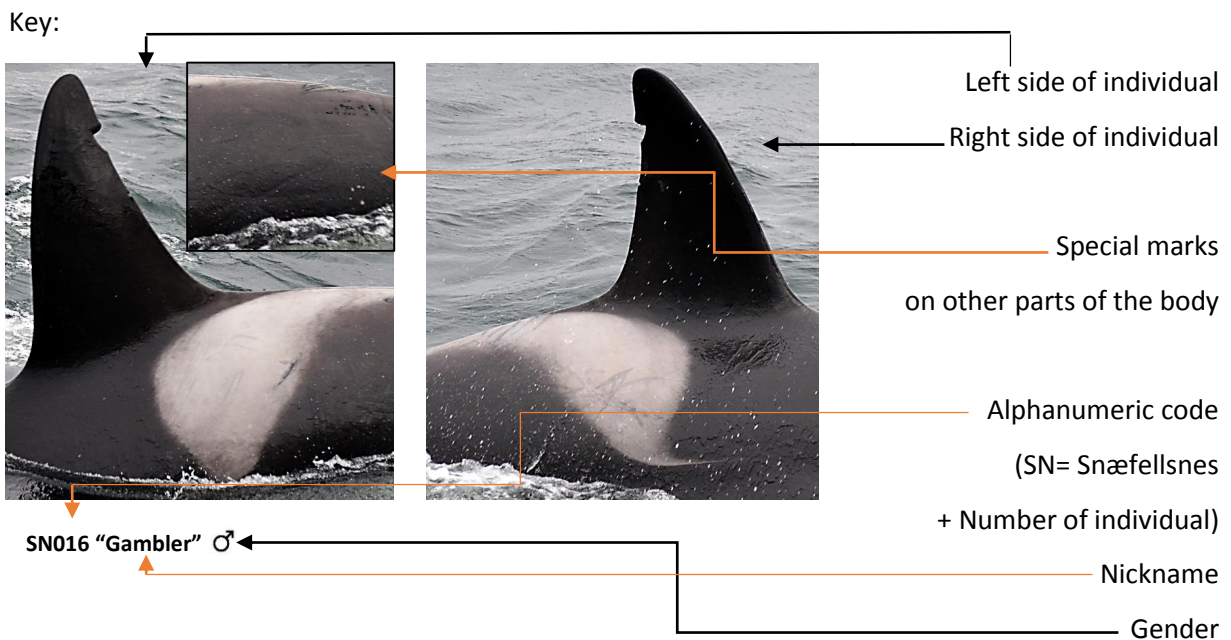 Key:
Left side of individual
Right side of individual
Special marks
on other parts of the body
Alphanumeric code
(SN= Snæfellsnes
+ Number of individual)
SN016 “Gambler” ♂
Nickname
Gender